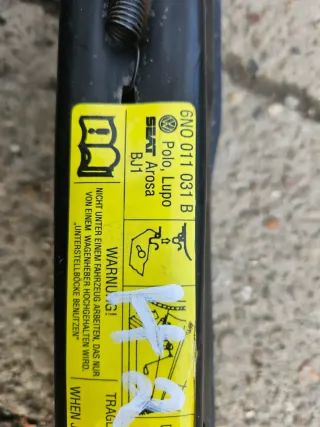 6N0 011 031 B
Polo, Lupo
SEAT Arosa
BJ1
WARNUNG!
NICHT UNTER EINEM FAHRZEUG ARBEITEN, DAS NUR
VON EINEM WAGENHEBER HOCHGEHALTEN WIRD.
„UNTERSTELLBÖCKE BENUTZEN"
TRAGL
WHEN J